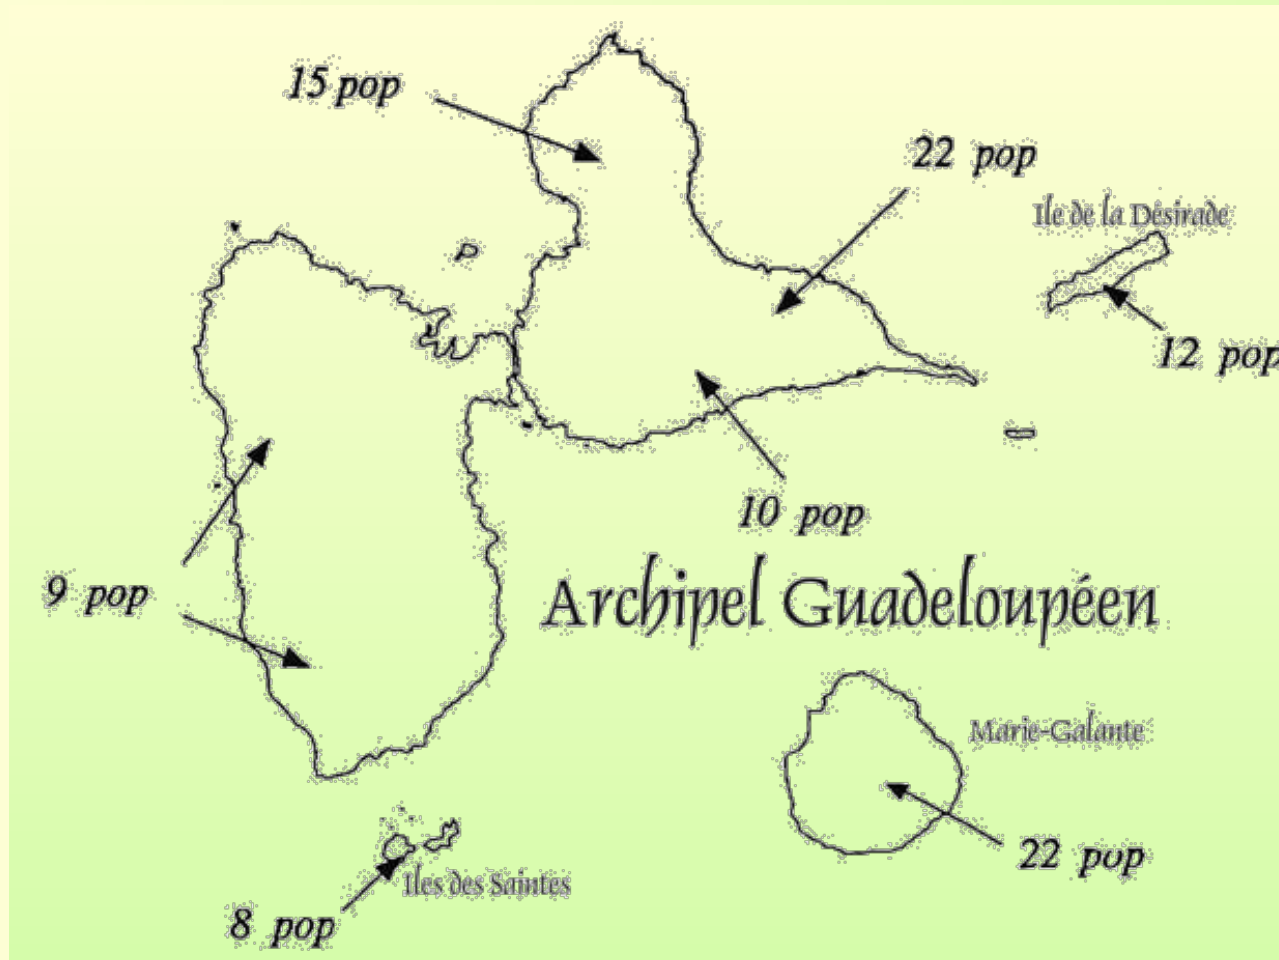 15 pop
22 pop
Ile de la Désirade
12 pop
10 pop
9 pop
Archipel Guadeloupéen
Marie-Galante
22 pop
Iles des Saintes
8 pop